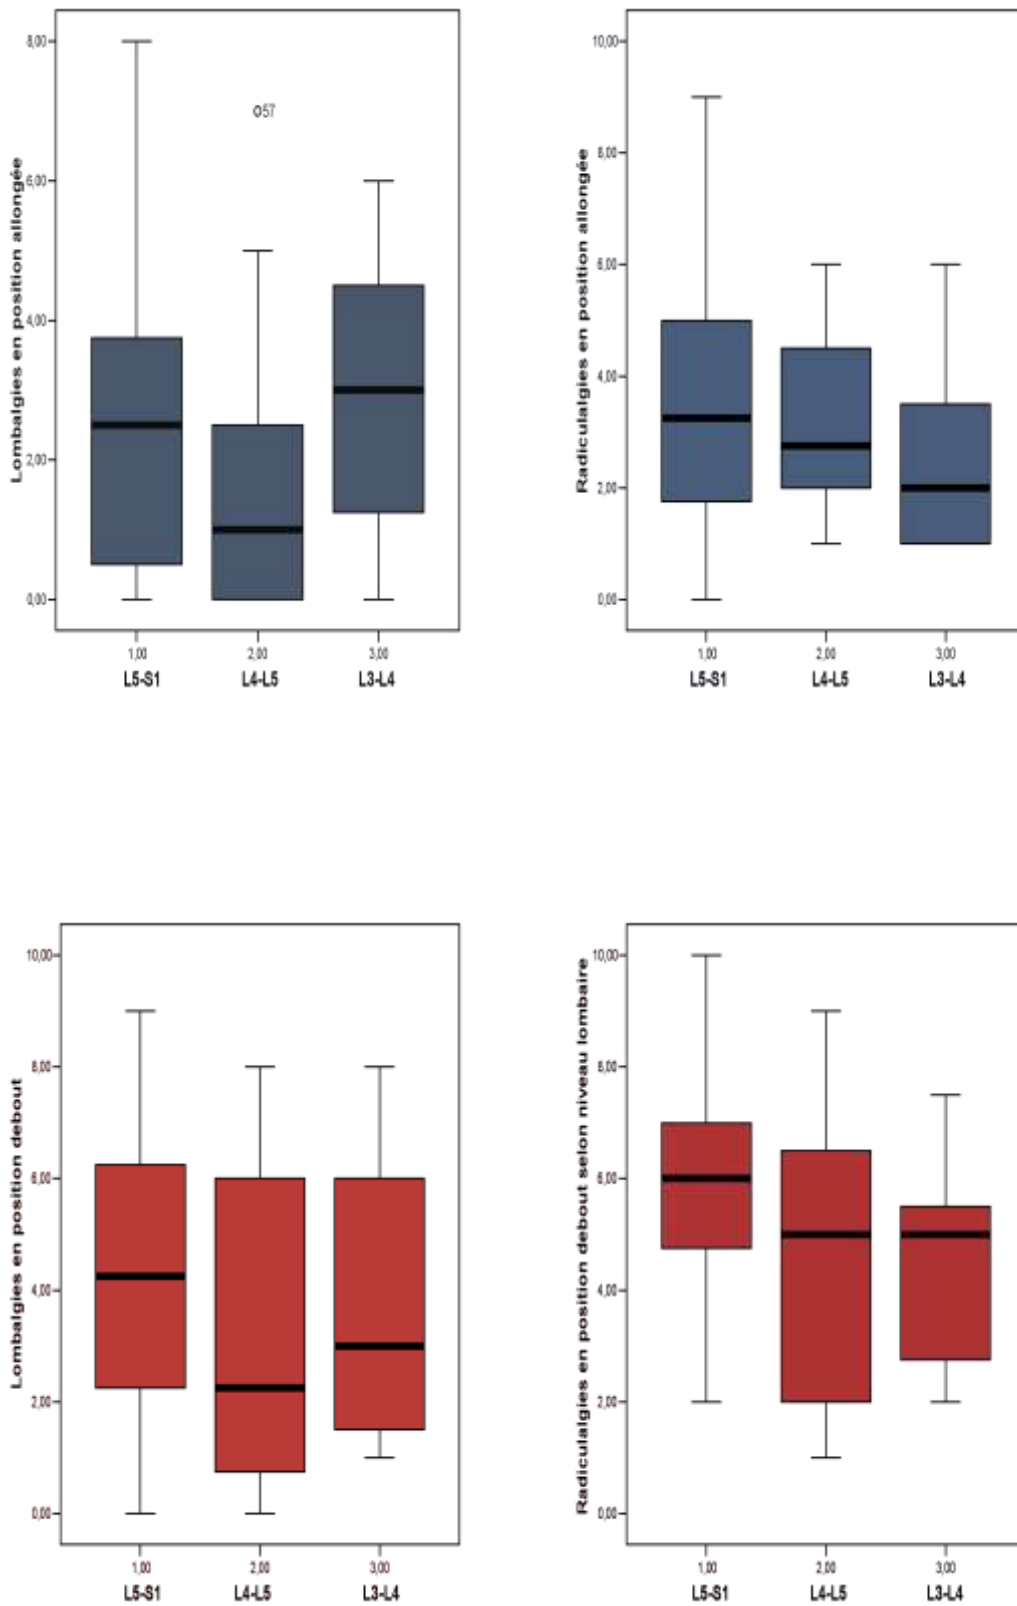 Lombalgies en position allongée
8,00
6,00
4,00
2,00
0,00
57
1,00
2,00
3,00
L5-S1
L4-L5
L3-L4
Radiculalgies en position allongée
10,00
8,00
6,00
4,00
2,00
0,00
1,00
2,00
3,00
L5-S1
L4-L5
L3-L4
Lombalgies en position debout
10,00
8,00
6,00
4,00
2,00
0,00
1,00
2,00
3,00
L5-S1
L4-L5
L3-L4
Radiculalgies en position debout selon niveau lombaire
10,00
8,00
6,00
4,00
2,00
0,00
1,00
2,00
3,00
L5-S1
L4-L5
L3-L4